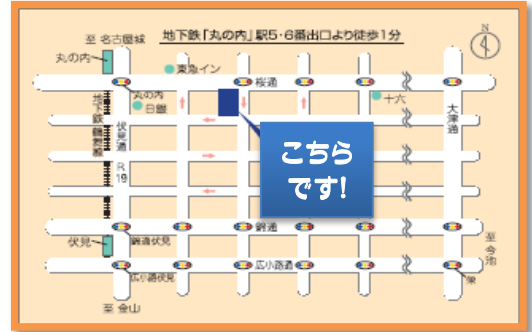 地下鉄「丸の内」駅5・6番出口より徒歩1分
至 名古屋城
N
丸の内
東急イン
桜通
丸の内
日銀
十六
地下鉄 鶴舞線
伏見通
R
19
大津通
こちら
です!
錦通
伏見
錦通伏見
至 今池
広小路通
広小路伏見
栄
至 金山